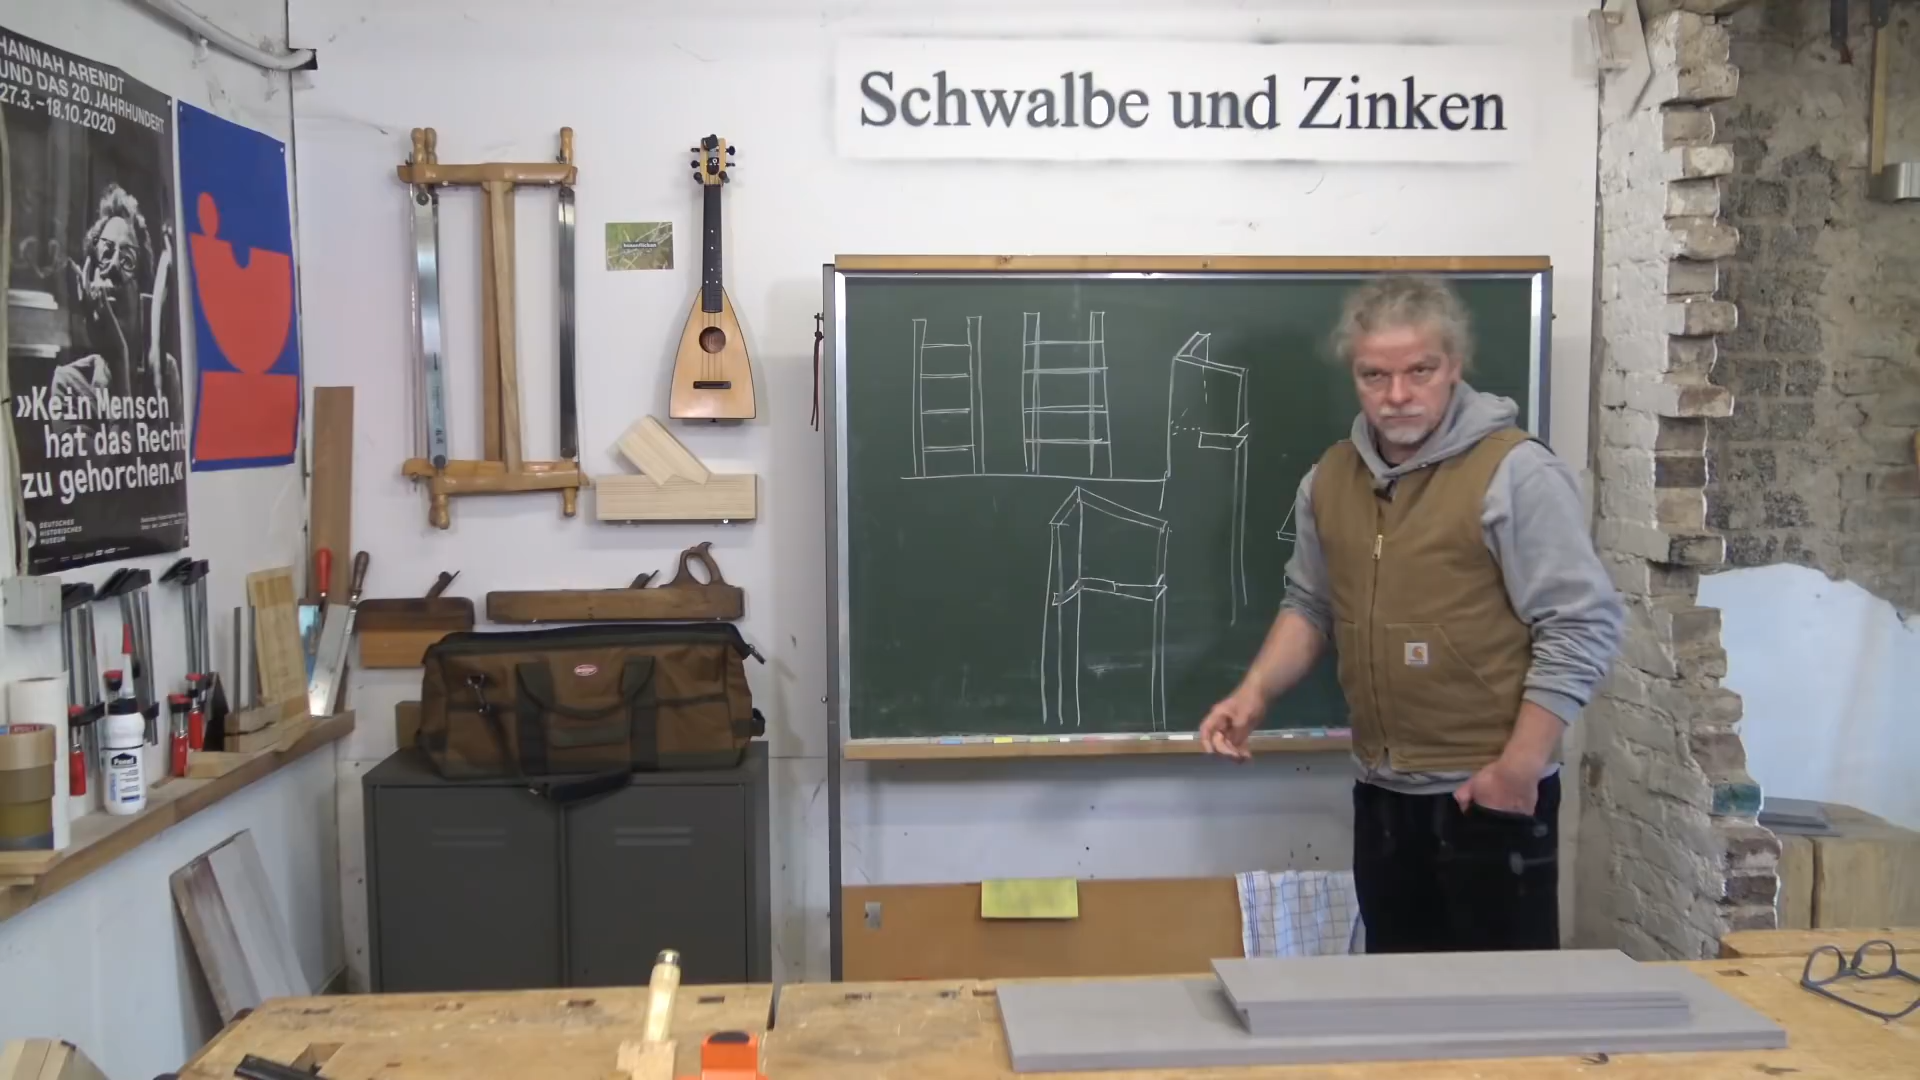 HANNAH ARENDT
UND DAS 20. JAHRHUNDERT
27.3.–18.10.2020
»Kein Mensch
hat das Recht
zu gehorchen.«
DEUTSCHES
HISTORISCHES
MUSEUM
Schwalbe und Zinken
Ponal